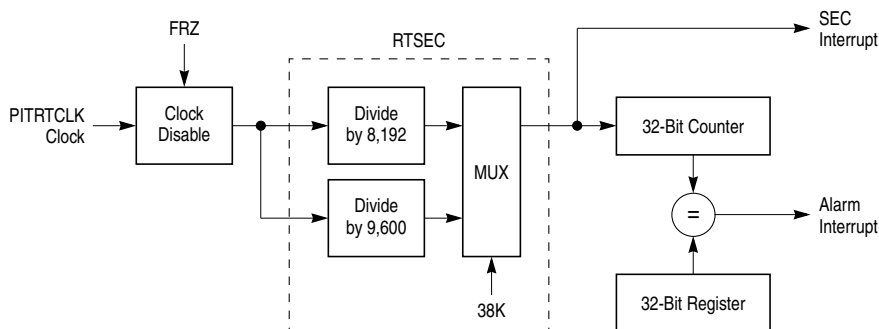 FRZ
RTSEC
SEC
Interrupt
PITRTCLK
Clock
Clock
Disable
Divide
by 8,192
MUX
32-Bit Counter
Divide
by 9,600
=
Alarm
Interrupt
38K
32-Bit Register